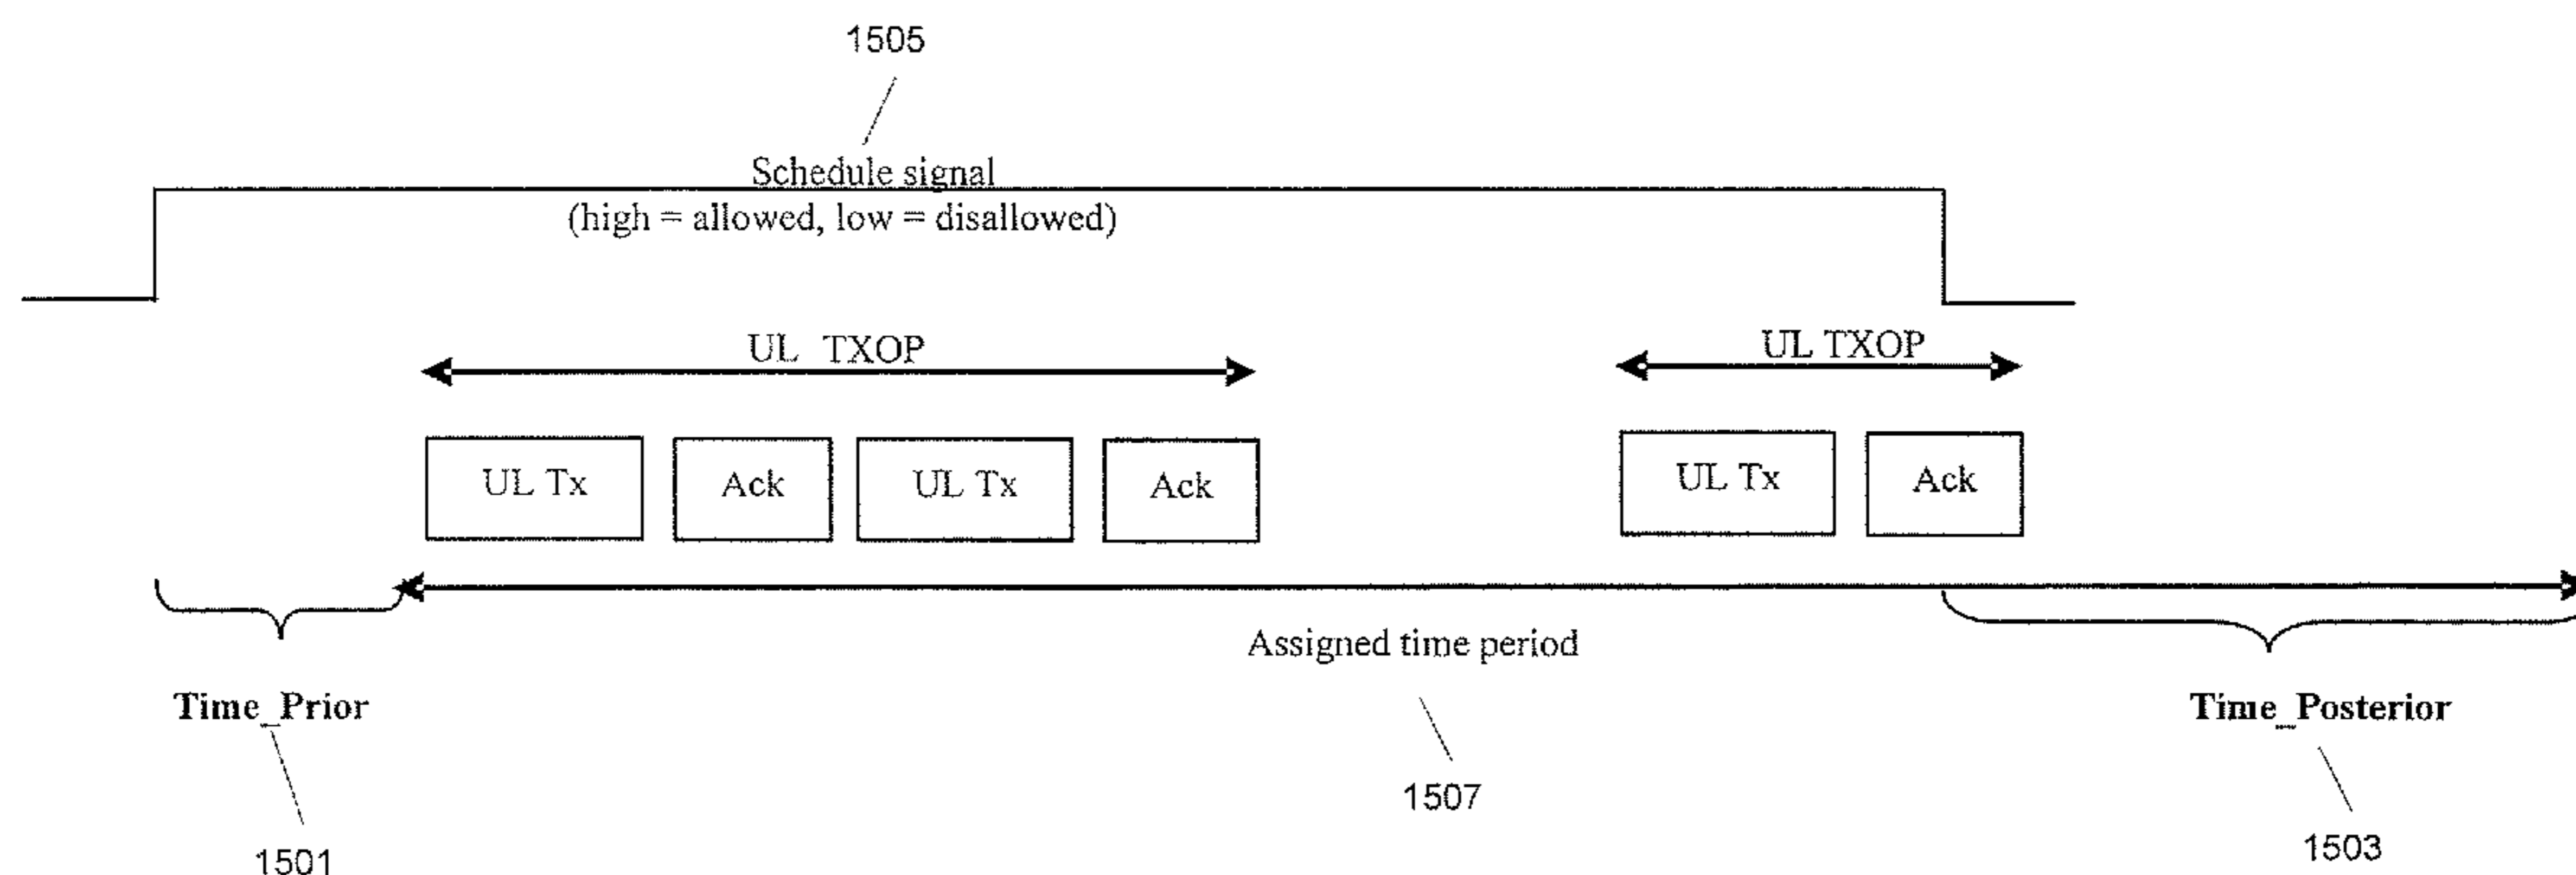 1505
Schedule signal
(high = allowed, low = disallowed)
UL TXOP
UL TXOP
UL Tx
Ack
UL Tx
Ack
UL Tx
Ack
Assigned time period
Time_Prior
Time_Posterior
1507
1501
1503